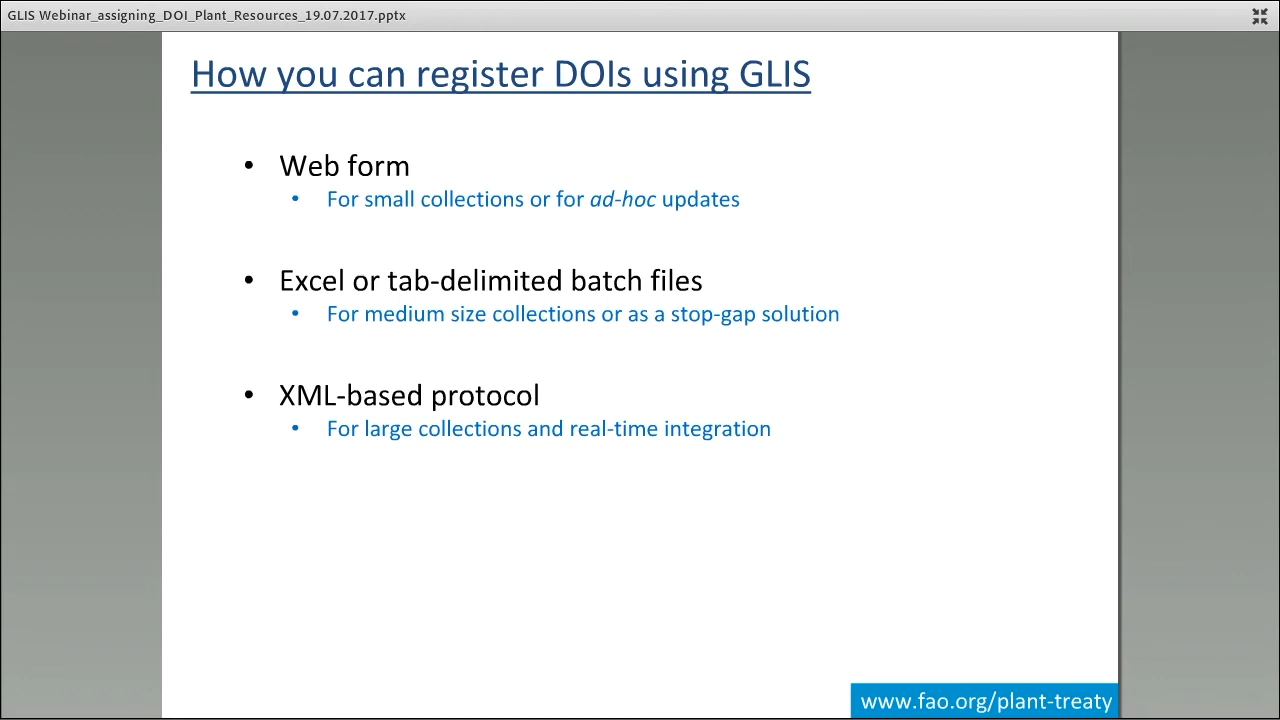 GLIS Webinar_assigning_DOI_Plant_Resources_19.07.2017.pptx
How you can register DOIs using GLIS
• Web form
• For small collections or for ad-hoc updates
• Excel or tab-delimited batch files
• For medium size collections or as a stop-gap solution
• XML-based protocol
• For large collections and real-time integration
www.fao.org/plant-treaty